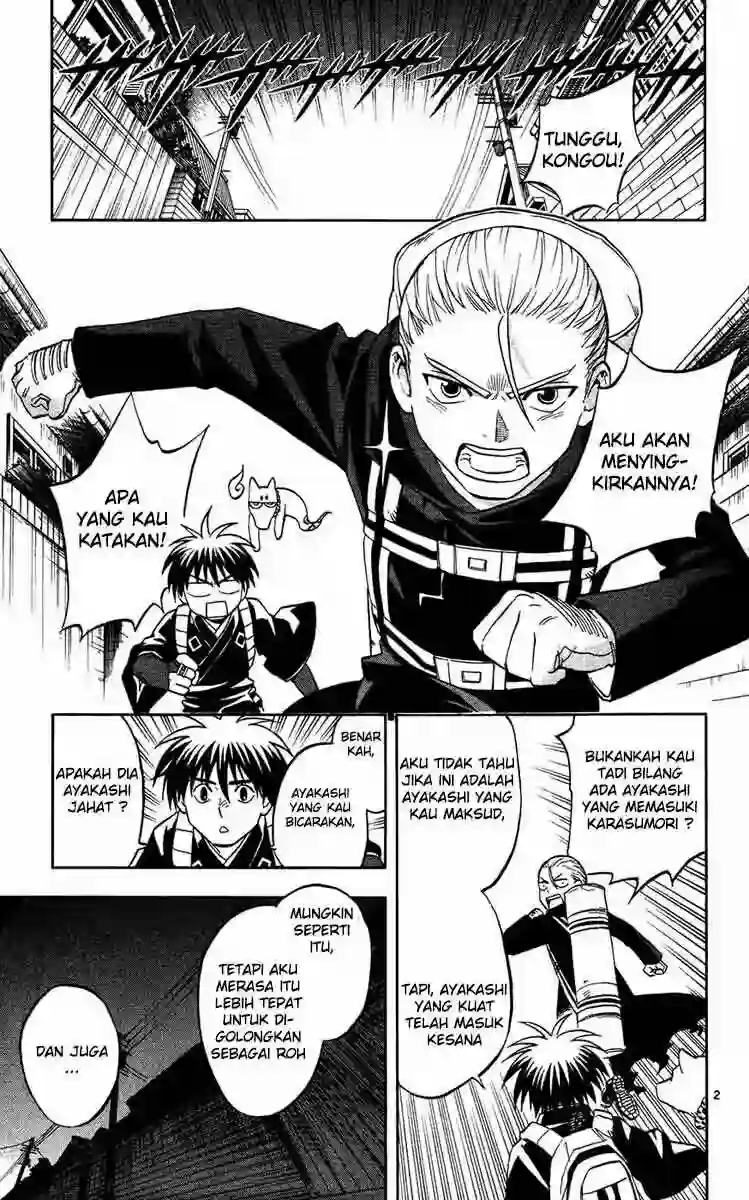 TUNGGU,
KONGOU!
AKU AKAN
MENYING-
KIRKANNYA!
APA
YANG KAU
KATAKAN!
BUKANKAH KAU
TADI BILANG
ADA AYAKASHI
YANG MEMASUKI
KARASUMORI ?
AKU TIDAK TAHU
JIKA INI ADALAH
AYAKASHI YANG
KAU MAKSUD,
TAPI, AYAKASHI
YANG KUAT
TELAH MASUK
KESANA
BENAR
KAH,
AYAKASHI
YANG KAU
BICARAKAN,
APAKAH DIA
AYAKASHI
JAHAT ?
MUNGKIN
SEPERTI
ITU,
TETAPI AKU
MERASA ITU
LEBIH TEPAT
UNTUK DI-
GOLONGKAN
SEBAGAI ROH
DAN JUGA
...
2